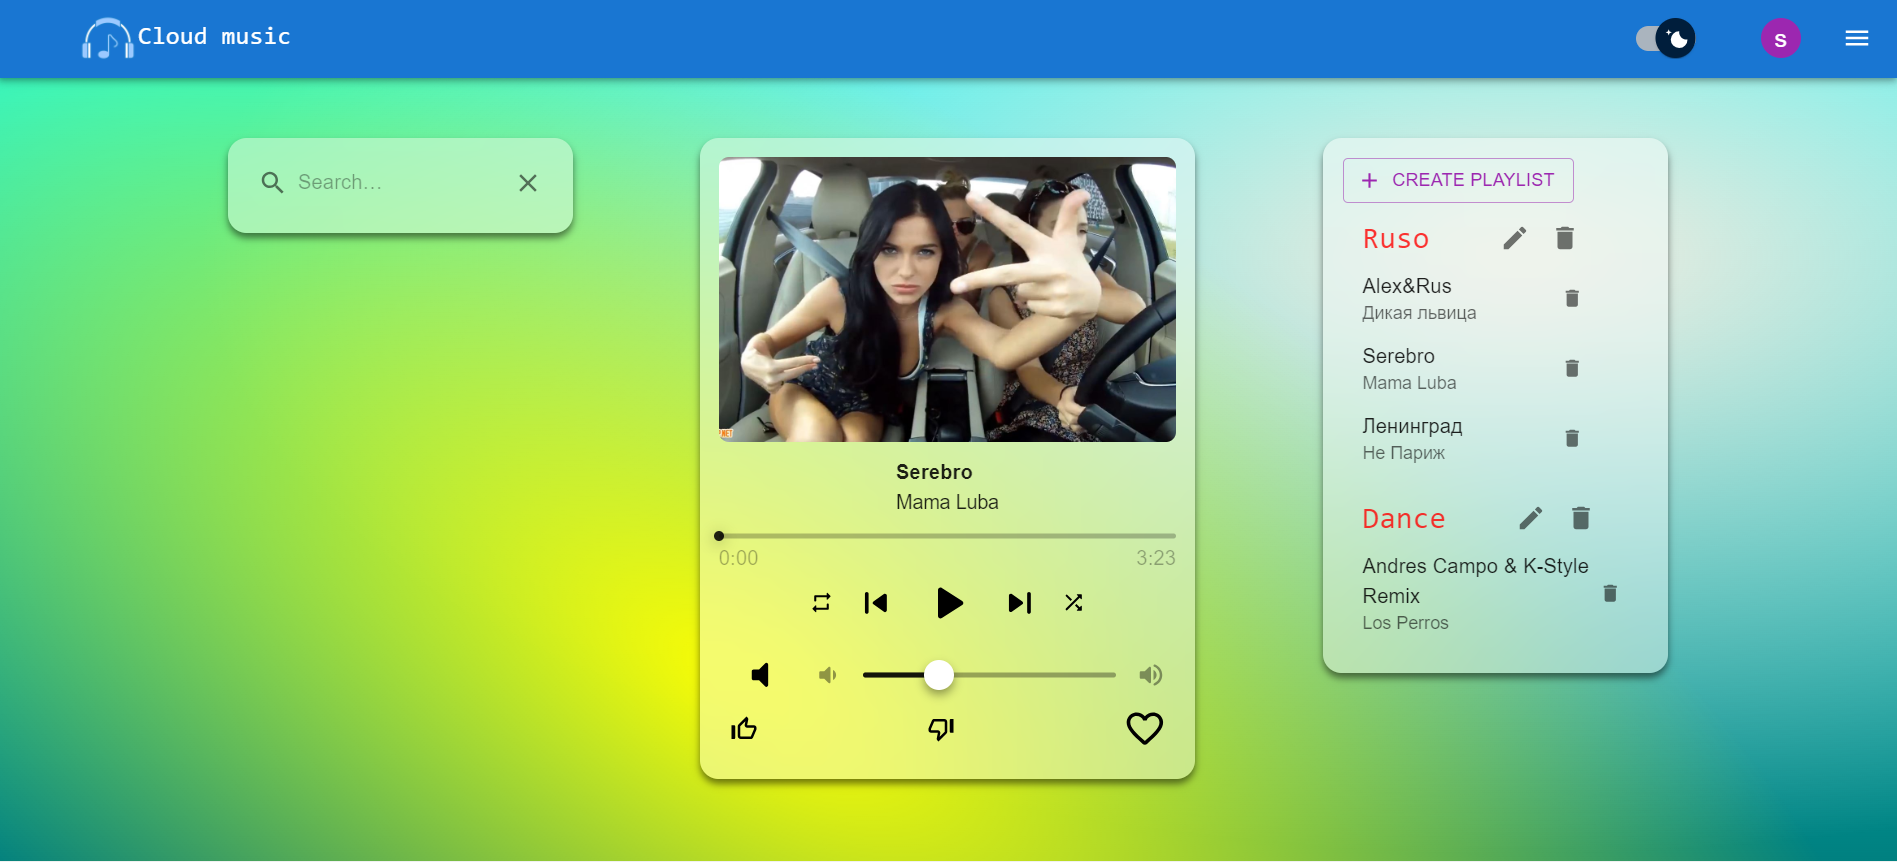 Cloud music
S
Search...
CREATE PLAYLIST
Ruso
Alex&Rus
Дикая львица
Serebro
Mama Luba
Ленинград
Не Париж
Dance
Andres Campo & K-Style
Remix
Los Perros
.NET
Serebro
Mama Luba
0:00
3:23